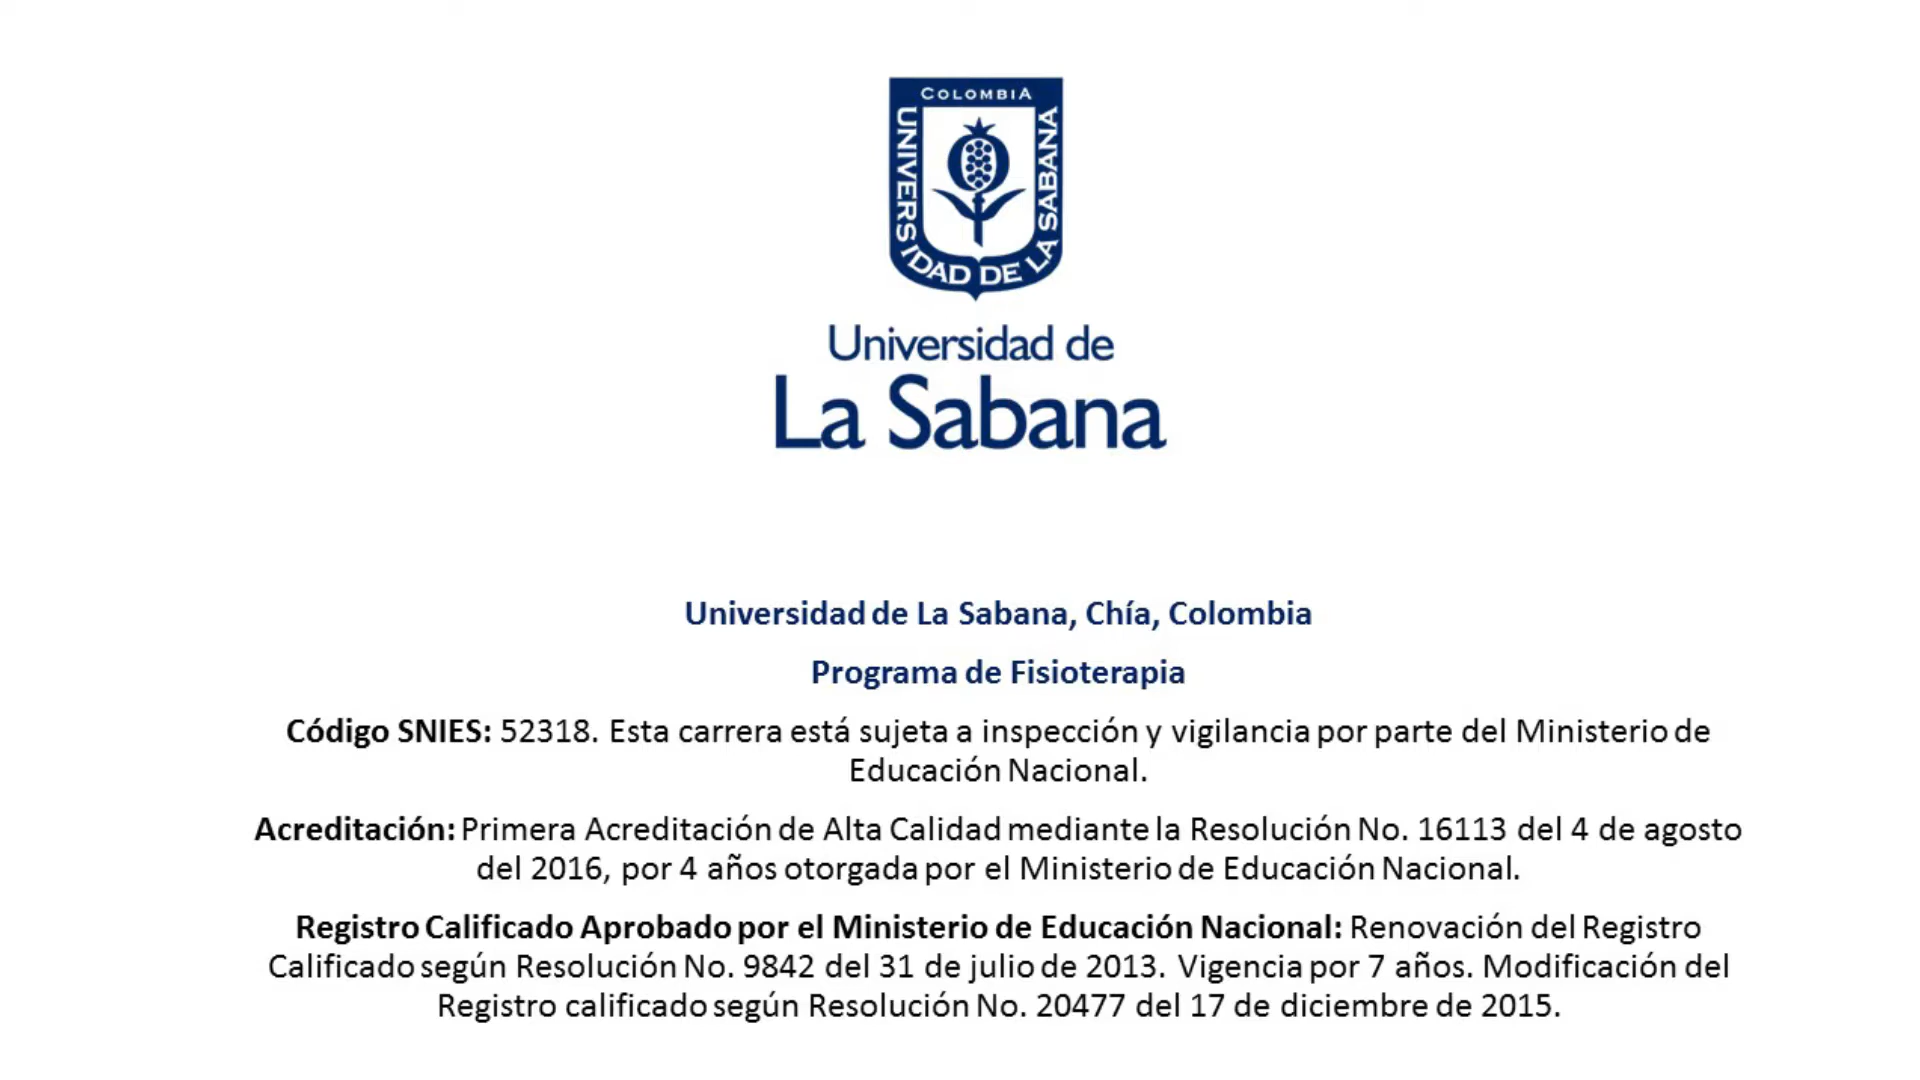 COLOMBIA
UNIVERSIDAD DE LA SABANA
Universidad de
La Sabana
Universidad de La Sabana, Chía, Colombia
Programa de Fisioterapia
Código SNIES: 52318. Esta carrera está sujeta a inspección y vigilancia por parte del Ministerio de
Educación Nacional.
Acreditación: Primera Acreditación de Alta Calidad mediante la Resolución No. 16113 del 4 de agosto
del 2016, por 4 años otorgada por el Ministerio de Educación Nacional.
Registro Calificado Aprobado por el Ministerio de Educación Nacional: Renovación del Registro
Calificado según Resolución No. 9842 del 31 de julio de 2013. Vigencia por 7 años. Modificación del
Registro calificado según Resolución No. 20477 del 17 de diciembre de 2015.